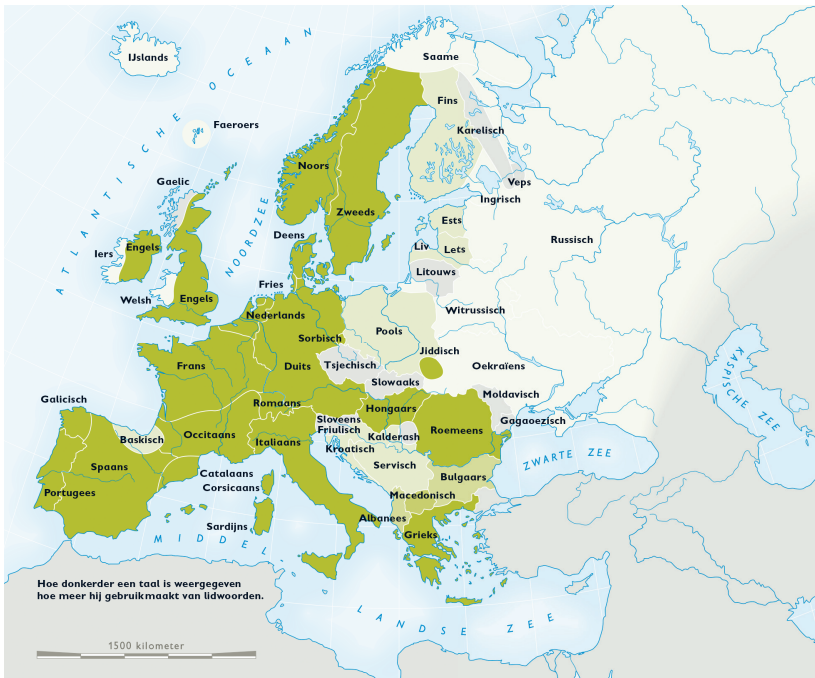 Saame
IJslands
Fins
ATLANTISCHE OCEAAN
Faeroers
Karelisch
Noors
Gaelic
Veps
Ingrisch
Zweeds
NOORDZEE
Ests
Deens
Russisch
Engels
Iers
Liv
Lets
Litouws
Fries
Welsh
Engels
Witrussisch
Nederlands
Pools
Sorbisch
Jiddisch
Frans
Duits
Tsjechisch
Oekraïens
Slowaaks
KASPISCHE ZEE
Moldavisch
Galicisch
Romaans
Hongaars
Sloveens
Gagaoezisch
Friulisch
Roemeens
Baskisch
Occitaans
Italiaans
Kalderash
Kroatisch
ZWARTE ZEE
Spaans
Servisch
Catalaans
Bulgaars
Corsicaans
Portugees
Macedonisch
Albanees
Sardijns
Grieks
MIDDEL-
LANDSE ZEE
Hoe donkerder een taal is weergegeven
hoe meer hij gebruikmaakt van lidwoorden.
1500 kilometer